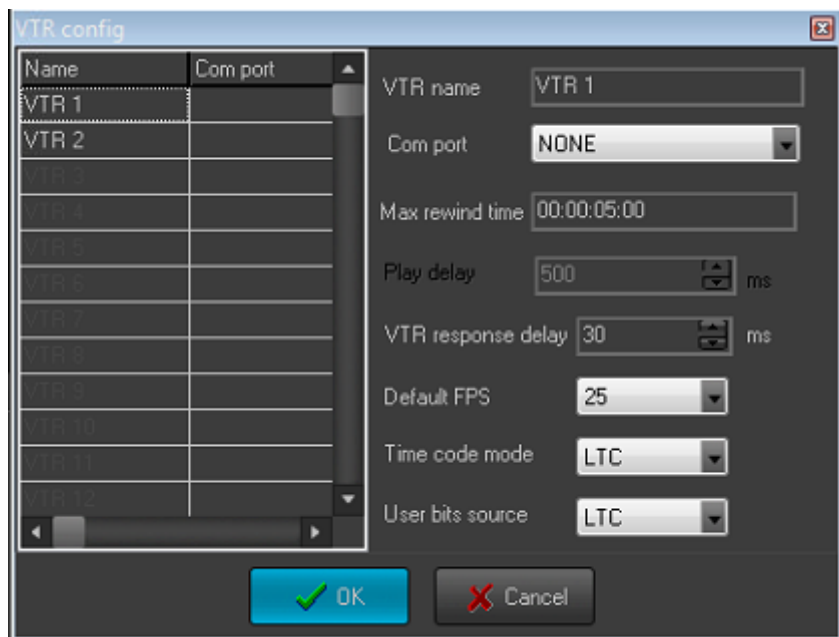 VTR config
Name Com port
VTR 1
VTR 2
VTR 3
VTR 4
VTR 5
VTR 6
VTR 7
VTR 8
VTR 9
VTR 10
VTR 11
VTR 12
VTR name VTR 1
Com port NONE
Max rewind time 00:00:05:00
Play delay 500 ms
VTR response delay 30 ms
Default FPS 25
Time code mode LTC
User bits source LTC
OK Cancel